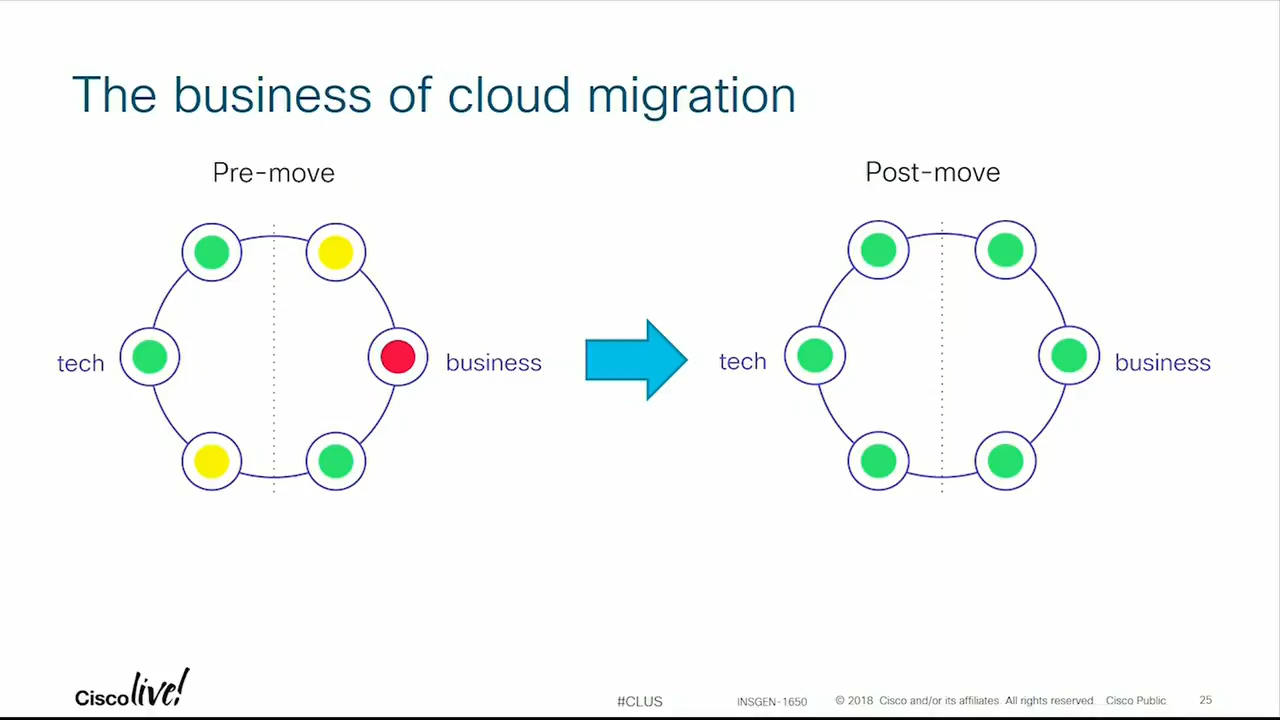 The business of cloud migration
Pre-move
Post-move
tech
business
tech
business
Cisco live!
#CLUS
INSGEN-1650
© 2018 Cisco and/or its affiliates. All rights reserved. Cisco Public
25